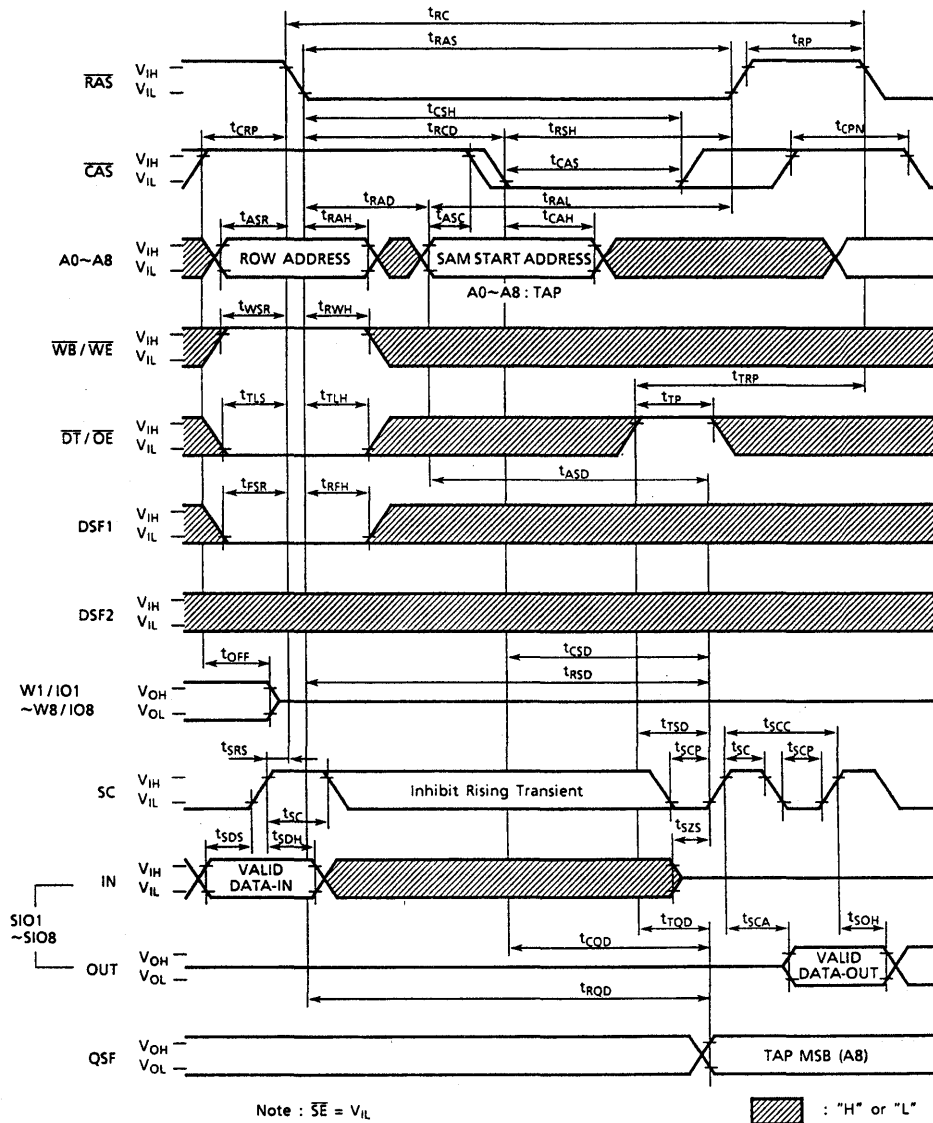 tRC
tRAS
tRP
RAS
VIH
VIL
tCSH
tCRP
tRCD
tRSH
tCPN
CAS
VIH
VIL
tCAS
tRAD
tRAL
tASR
tRAH
tASC
tCAH
A0~A8
VIH
VIL
ROW ADDRESS
SAM START ADDRESS
A0~A8 : TAP
tWSR
tRWH
WB / WE
VIH
VIL
tTRP
tTLS
tTLH
tTP
DT / OE
VIH
VIL
tASD
tFSR
tRFH
DSF1
VIH
VIL
DSF2
VIH
VIL
tCSD
tOFF
tRSD
W1 / IO1
~W8 / IO8
VOH
VOL
tTSD
tSCC
tSRS
tSCP
tSC
tSCP
SC
VIH
VIL
Inhibit Rising Transient
tSC
tSZS
tSDS
tSDH
IN
VIH
VIL
VALID
DATA-IN
SIO1
~SIO8
tTQD
tSCA
tSOH
tCQD
OUT
VOH
VOL
VALID
DATA-OUT
tRQD
QSF
VOH
VOL
TAP MSB (A8)
Note : SE = VIL
: "H" or "L"